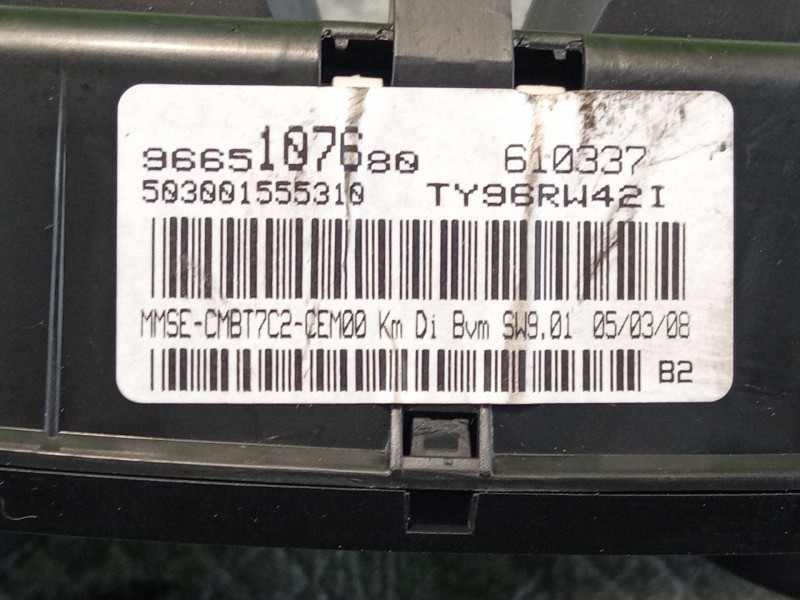 9665107680 610337
503001555310 TY96RW42I
MMSE-CMBT7C2-CEM00 Km Di Bvm SW9.01 05/03/08
B2